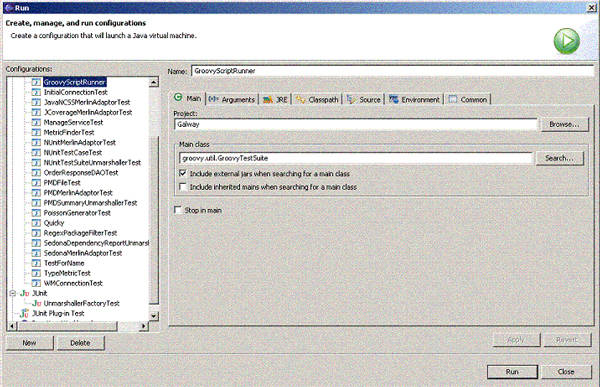 Run
Create, manage, and run configurations
Create a configuration that will launch a Java virtual machine.
Configurations:
GroovyScriptRunner
InitialConnectionTest
JavaNCSSMerlinAdaptorTest
JCoverageMerlinAdaptorTest
ManageServiceTest
MetricFinderTest
NUnitMerlinAdaptorTest
NUnitTestAdaptorTest
NUnitTestSuiteUnmarshallerTest
OrderResponseDAOTest
PMDFileTest
PMDMerlinAdaptorTest
PMDSummaryUnmarshallerTest
PoissonGeneratorTest
Quicky
RegexPackageFilterTest
SedonaDependencyReportUnmarsh
SedonaMerlinAdaptorTest
TestForName
TypeMetricTest
WMConnectionTest
JUnit
UnmarshallerFactoryTest
JUnit Plug-in Test
New
Delete
Name: GroovyScriptRunner
Main Arguments JRE Classpath Source Environment Common
Project:
Galway
Browse...
Main class
groovy.util.GroovyTestSuite
Search...
Include external jars when searching for a main class
Include inherited mains when searching for a main class
Stop in main
Apply
Revert
Run
Close